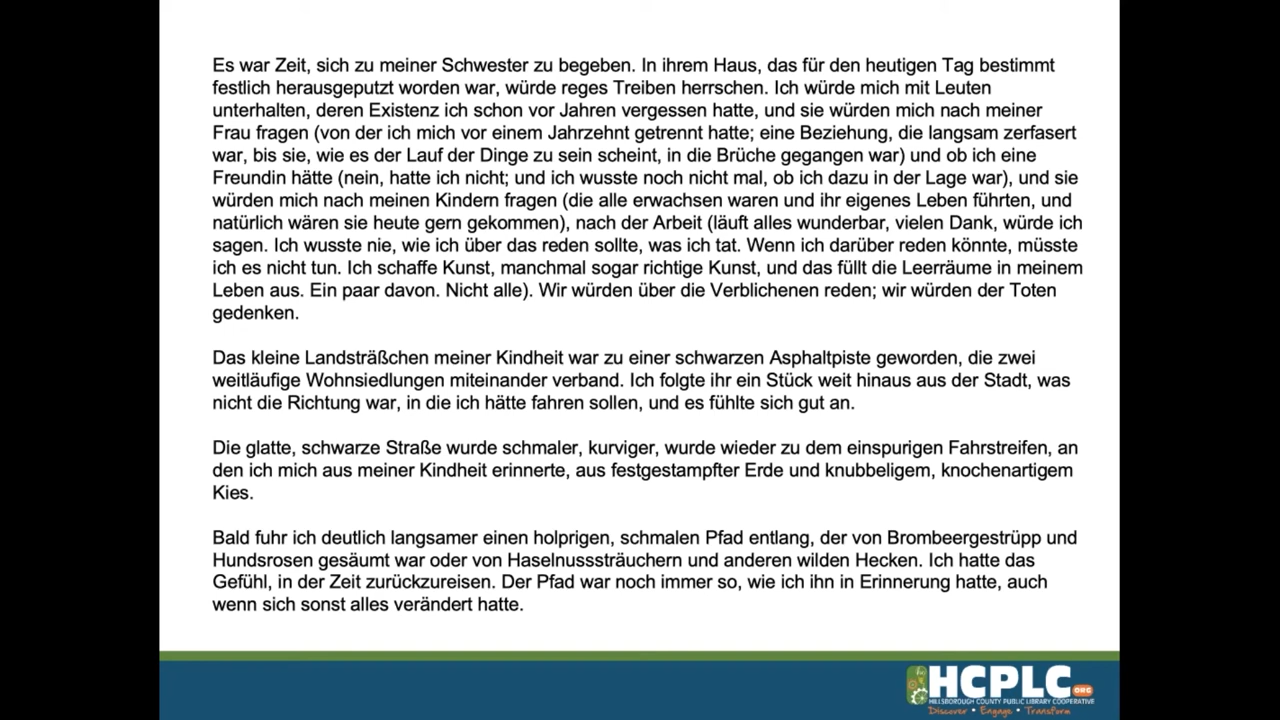 Es war Zeit, sich zu meiner Schwester zu begeben. In ihrem Haus, das für den heutigen Tag bestimmt
festlich herausgeputzt worden war, würde reges Treiben herrschen. Ich würde mich mit Leuten
unterhalten, deren Existenz ich schon vor Jahren vergessen hatte, und sie würden mich nach meiner
Frau fragen (von der ich mich vor einem Jahrzehnt getrennt hatte; eine Beziehung, die langsam zerfasert
war, bis sie, wie es der Lauf der Dinge zu sein scheint, in die Brüche gegangen war) und ob ich eine
Freundin hätte (nein, hatte ich nicht; und ich wusste noch nicht mal, ob ich dazu in der Lage war), und sie
würden mich nach meinen Kindern fragen (die alle erwachsen waren und ihr eigenes Leben führten, und
natürlich wären sie heute gern gekommen), nach der Arbeit (läuft alles wunderbar, vielen Dank, würde ich
sagen. Ich wusste nie, wie ich über das reden sollte, was ich tat. Wenn ich darüber reden könnte, müsste
ich es nicht tun. Ich schaffe Kunst, manchmal sogar richtige Kunst, und das füllt die Leerräume in meinem
Leben aus. Ein paar davon. Nicht alle). Wir würden über die Verblichenen reden; wir würden der Toten
gedenken.
Das kleine Landsträßchen meiner Kindheit war zu einer schwarzen Asphaltpiste geworden, die zwei
weitläufige Wohnsiedlungen miteinander verband. Ich folgte ihr ein Stück weit hinaus aus der Stadt, was
nicht die Richtung war, in die ich hätte fahren sollen, und es fühlte sich gut an.
Die glatte, schwarze Straße wurde schmaler, kurviger, wurde wieder zu dem einspurigen Fahrstreifen, an
den ich mich aus meiner Kindheit erinnerte, aus festgestampfter Erde und knubbeligem, knochenartigem
Kies.
Bald fuhr ich deutlich langsamer einen holprigen, schmalen Pfad entlang, der von Brombeergestrüpp und
Hundsrosen gesäumt war oder von Haselnusssträuchern und anderen wilden Hecken. Ich hatte das
Gefühl, in der Zeit zurückzureisen. Der Pfad war noch immer so, wie ich ihn in Erinnerung hatte, auch
wenn sich sonst alles verändert hatte.
HCPLC.ORG
HILLSBOROUGH COUNTY PUBLIC LIBRARY COOPERATIVE
Discover • Engage • Transform